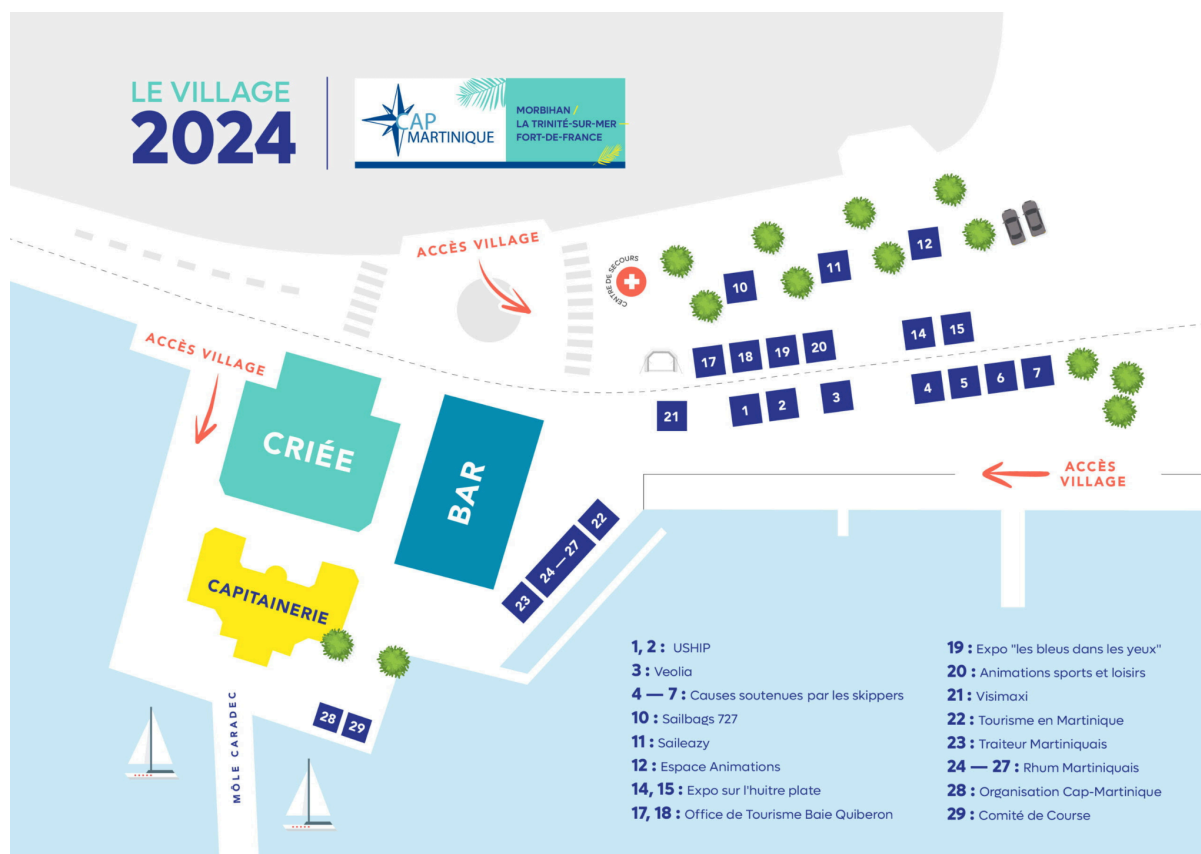 LE VILLAGE
2024
CAP
MARTINIQUE
MORBIHAN /
LA TRINITÉ-SUR-MER —
FORT-DE-FRANCE
ACCÈS VILLAGE
CENTRE DE SECOURS
12
11
10
14
15
17
18
19
20
ACCÈS VILLAGE
21
1
2
3
4
5
6
7
CRIÉE
BAR
ACCÈS
VILLAGE
22
24 — 27
23
CAPITAINERIE
28
29
MÔLE CARADEC
1, 2 : USHIP
3 : Veolia
4 — 7 : Causes soutenues par les skippers
10 : Sailbags 727
11 : Saileazy
12 : Espace Animations
14, 15 : Expo sur l'huitre plate
17, 18 : Office de Tourisme Baie Quiberon
19 : Expo "les bleus dans les yeux"
20 : Animations sports et loisirs
21 : Visimaxi
22 : Tourisme en Martinique
23 : Traiteur Martiniquais
24 — 27 : Rhum Martiniquais
28 : Organisation Cap-Martinique
29 : Comité de Course